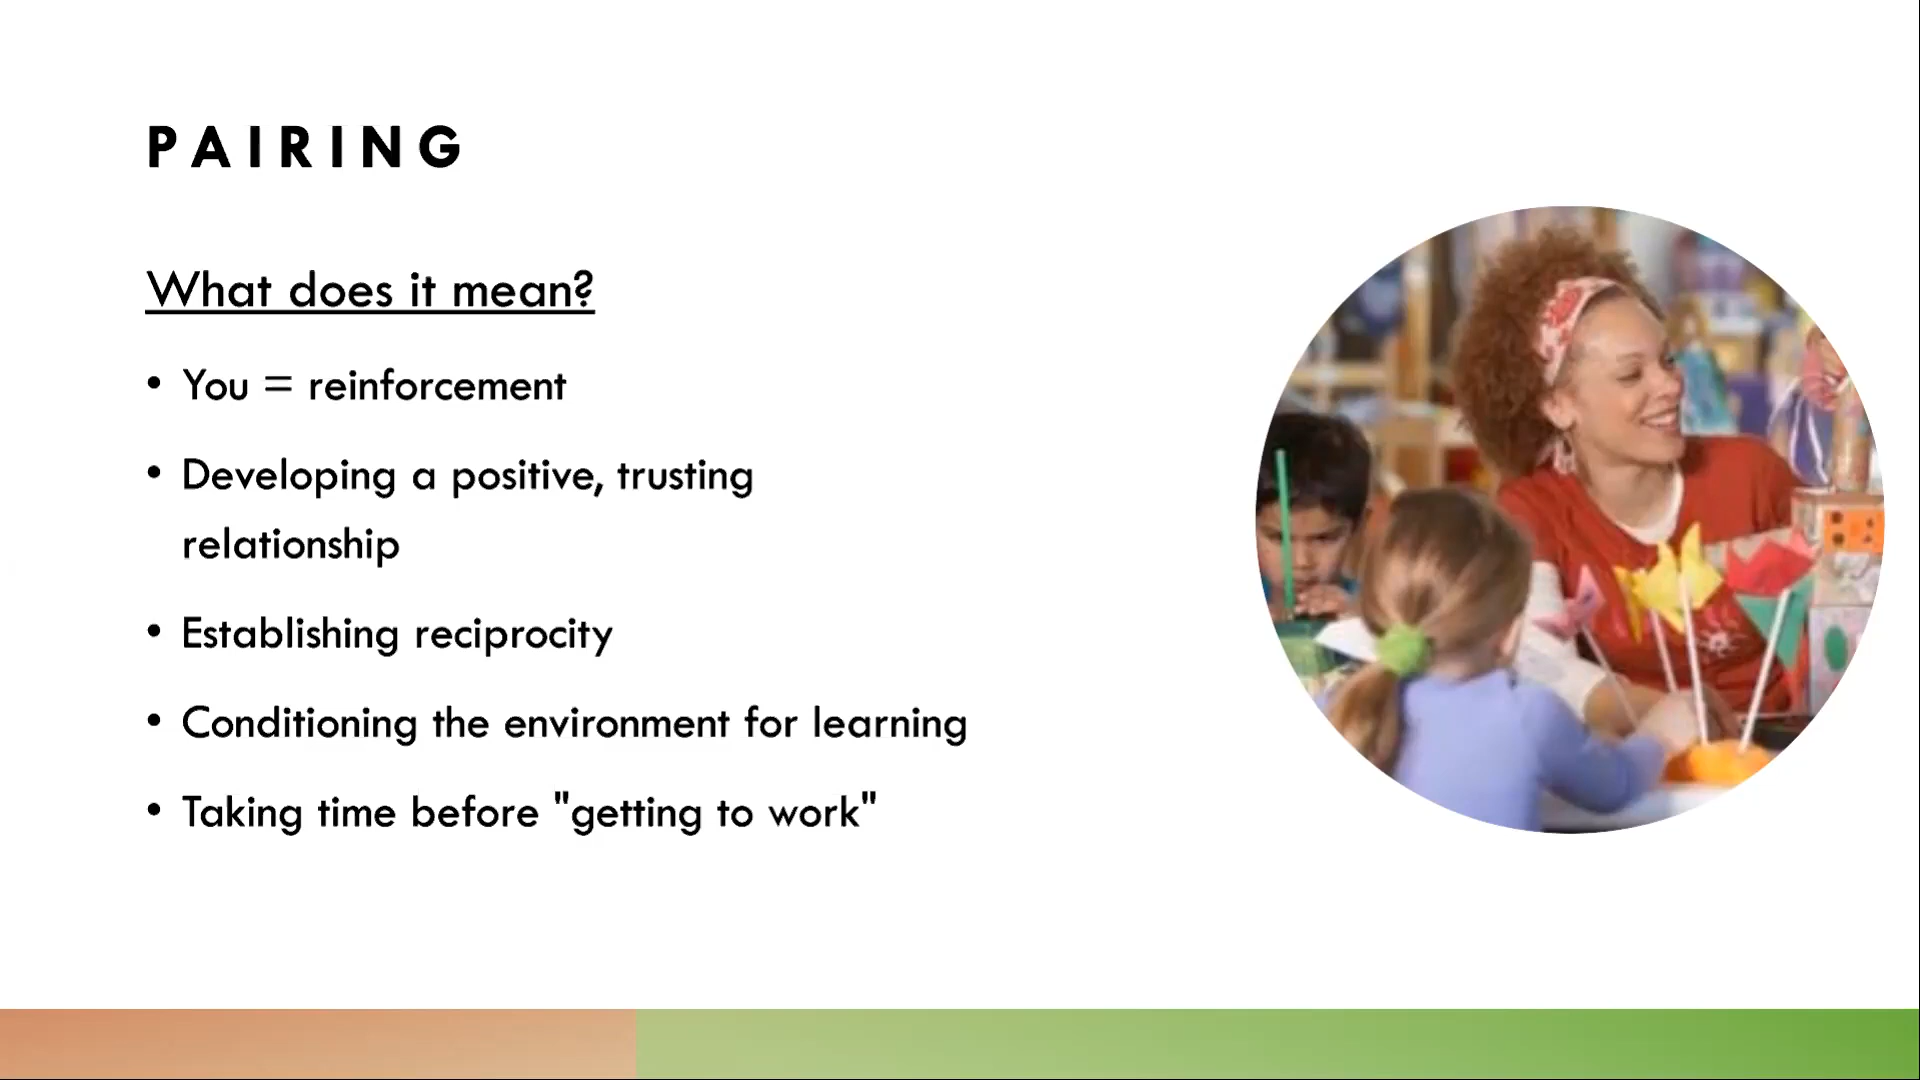 PAIRING
What does it mean?
• You = reinforcement
• Developing a positive, trusting
relationship
• Establishing reciprocity
• Conditioning the environment for learning
• Taking time before "getting to work"